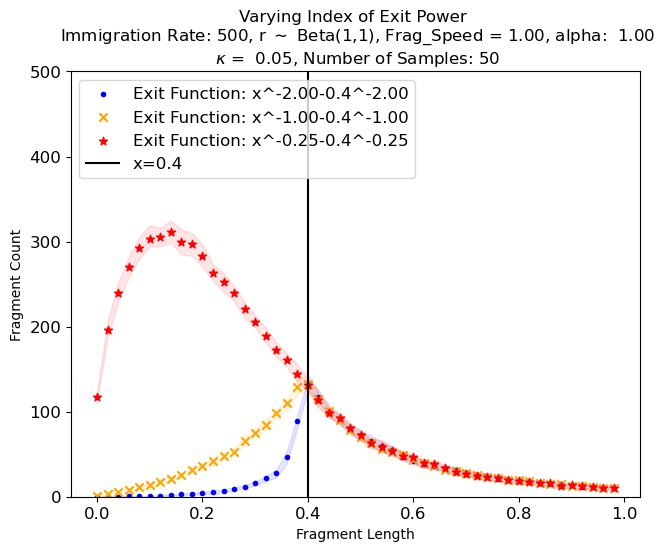 Varying Index of Exit Power
Immigration Rate: 500, r ~ Beta(1,1), Frag_Speed = 1.00, alpha:  1.00
κ =  0.05, Number of Samples: 50
500
400
300
200
100
0
Fragment Count
Exit Function: x^-2.00-0.4^-2.00
Exit Function: x^-1.00-0.4^-1.00
Exit Function: x^-0.25-0.4^-0.25
x=0.4
0.0 0.2 0.4 0.6 0.8 1.0
Fragment Length